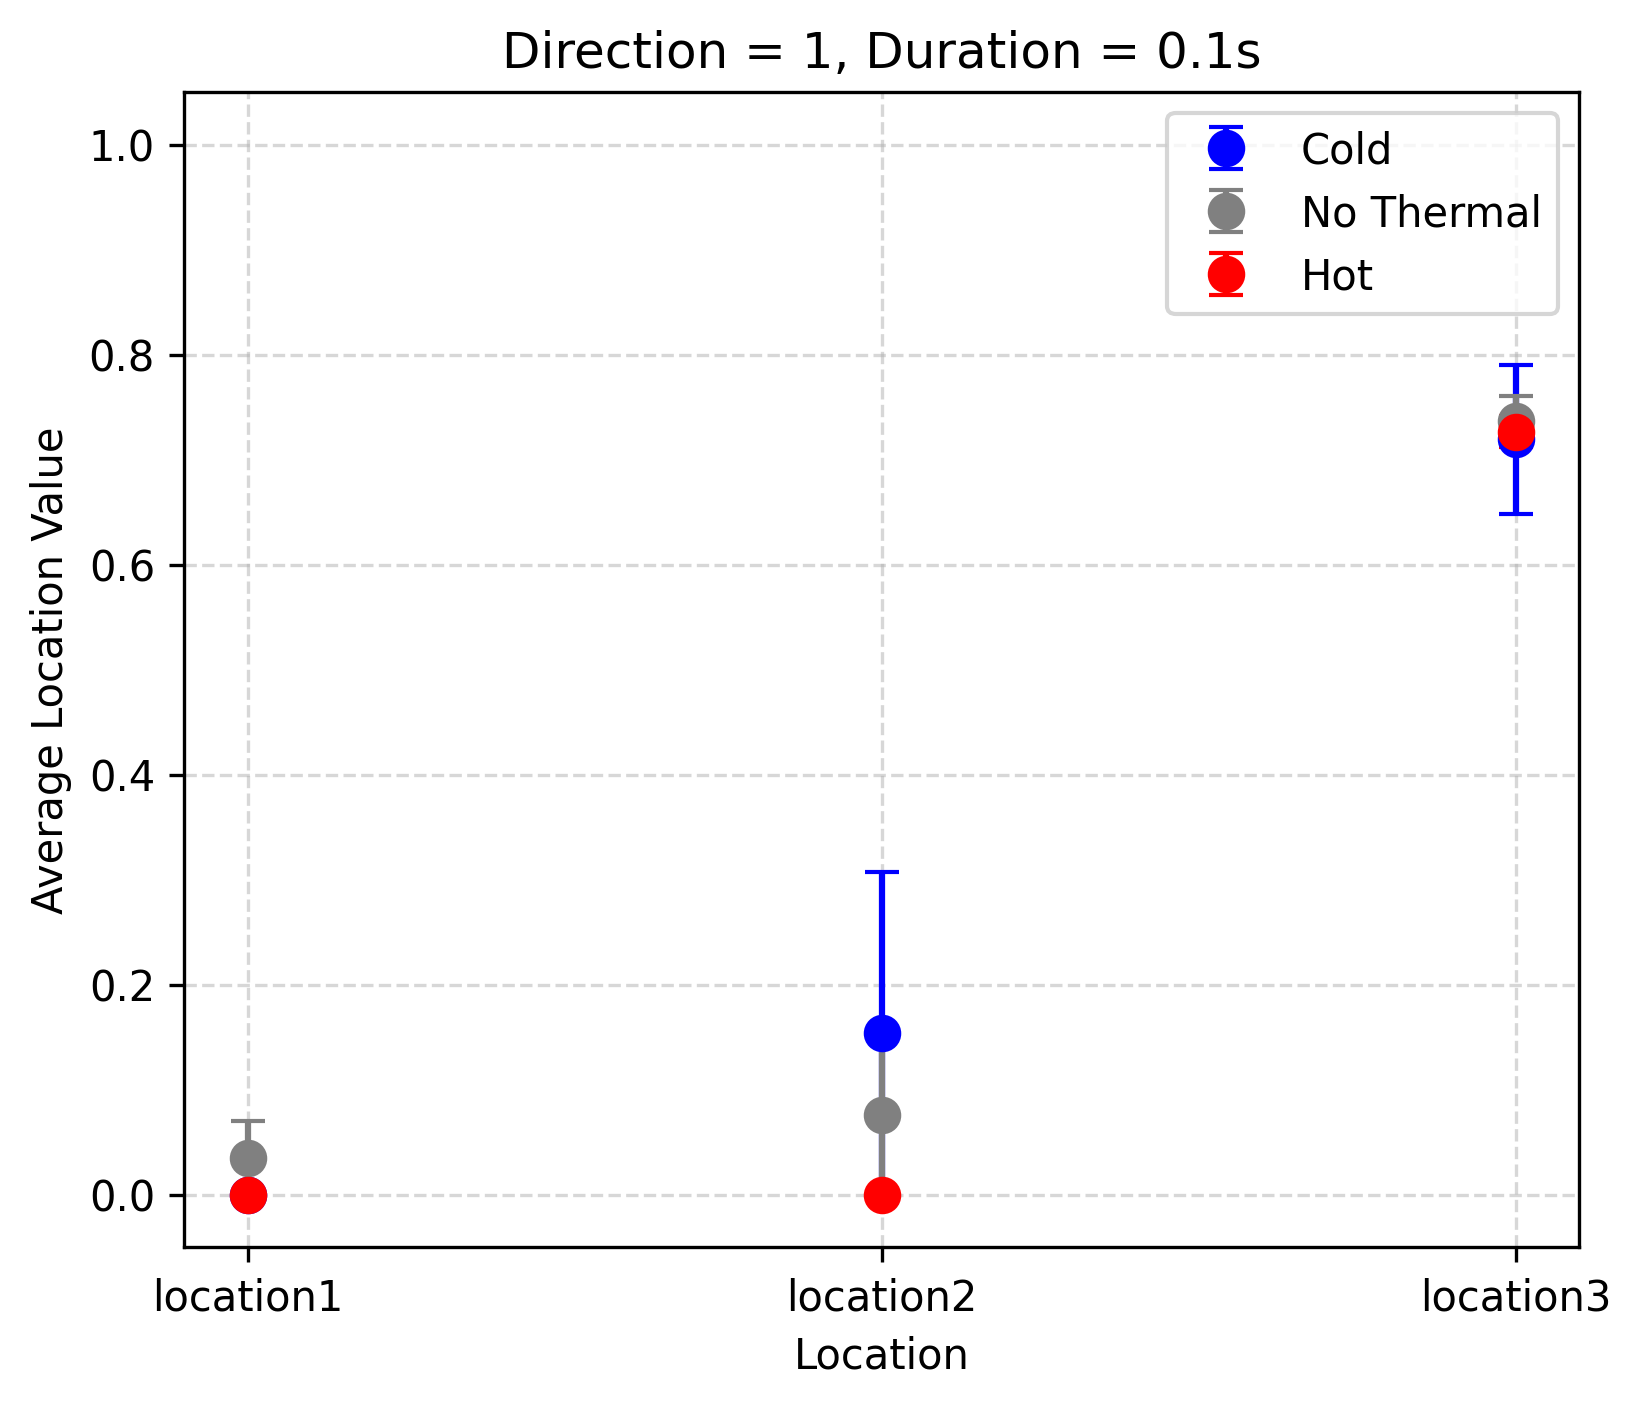 Direction = 1, Duration = 0.1s
1.0
0.8
0.6
0.4
0.2
0.0
Average Location Value
Cold
No Thermal
Hot
location1
location2
location3
Location